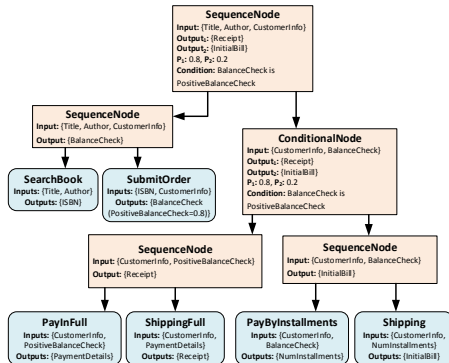 SequenceNode
Input: {Title, Author, CustomerInfo}
Output₁: {Receipt}
Output₂: {InitialBill}
P₁: 0.8, P₂: 0.2
Condition: BalanceCheck is
PositiveBalanceCheck
SequenceNode
Input: {Title, Author, CustomerInfo}
Output: {BalanceCheck}
ConditionalNode
Input: {CustomerInfo, BalanceCheck}
Output₁: {Receipt}
Output₂: {InitialBill}
P₁: 0.8, P₂: 0.2
Condition: BalanceCheck is
PositiveBalanceCheck
SearchBook
Inputs: {Title, Author}
Outputs: {ISBN}
SubmitOrder
Inputs: {ISBN, CustomerInfo}
Outputs: {BalanceCheck
(PositiveBalanceCheck=0.8)}
SequenceNode
Input: {CustomerInfo, PositiveBalanceCheck}
Output: {Receipt}
SequenceNode
Input: {CustomerInfo, BalanceCheck}
Output: {InitialBill}
PayInFull
Inputs: {CustomerInfo,
PositiveBalanceCheck}
Outputs: {PaymentDetails}
ShippingFull
Inputs: {CustomerInfo,
PaymentDetails}
Outputs: {Receipt}
PayByInstallments
Inputs: {CustomerInfo,
BalanceCheck}
Outputs: {NumInstallments}
Shipping
Inputs: {CustomerInfo,
NumInstallments}
Outputs: {InitialBill}